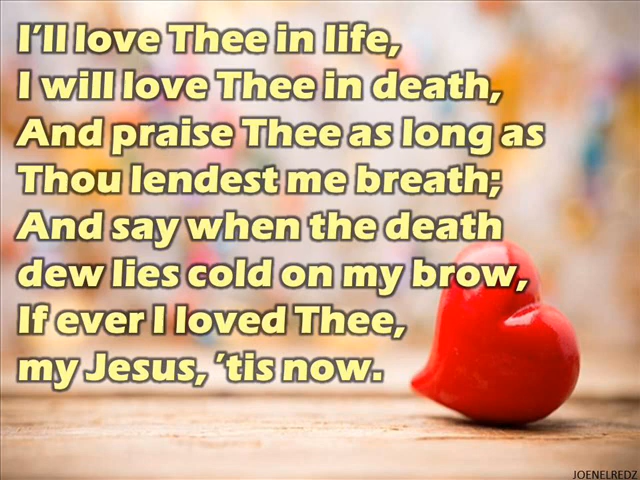 I'll love Thee in life,
I will love Thee in death,
And praise Thee as long as
Thou lendest me breath;
And say when the death
dew lies cold on my brow,
If ever I loved Thee,
my Jesus, 'tis now.
JOENELREDZ